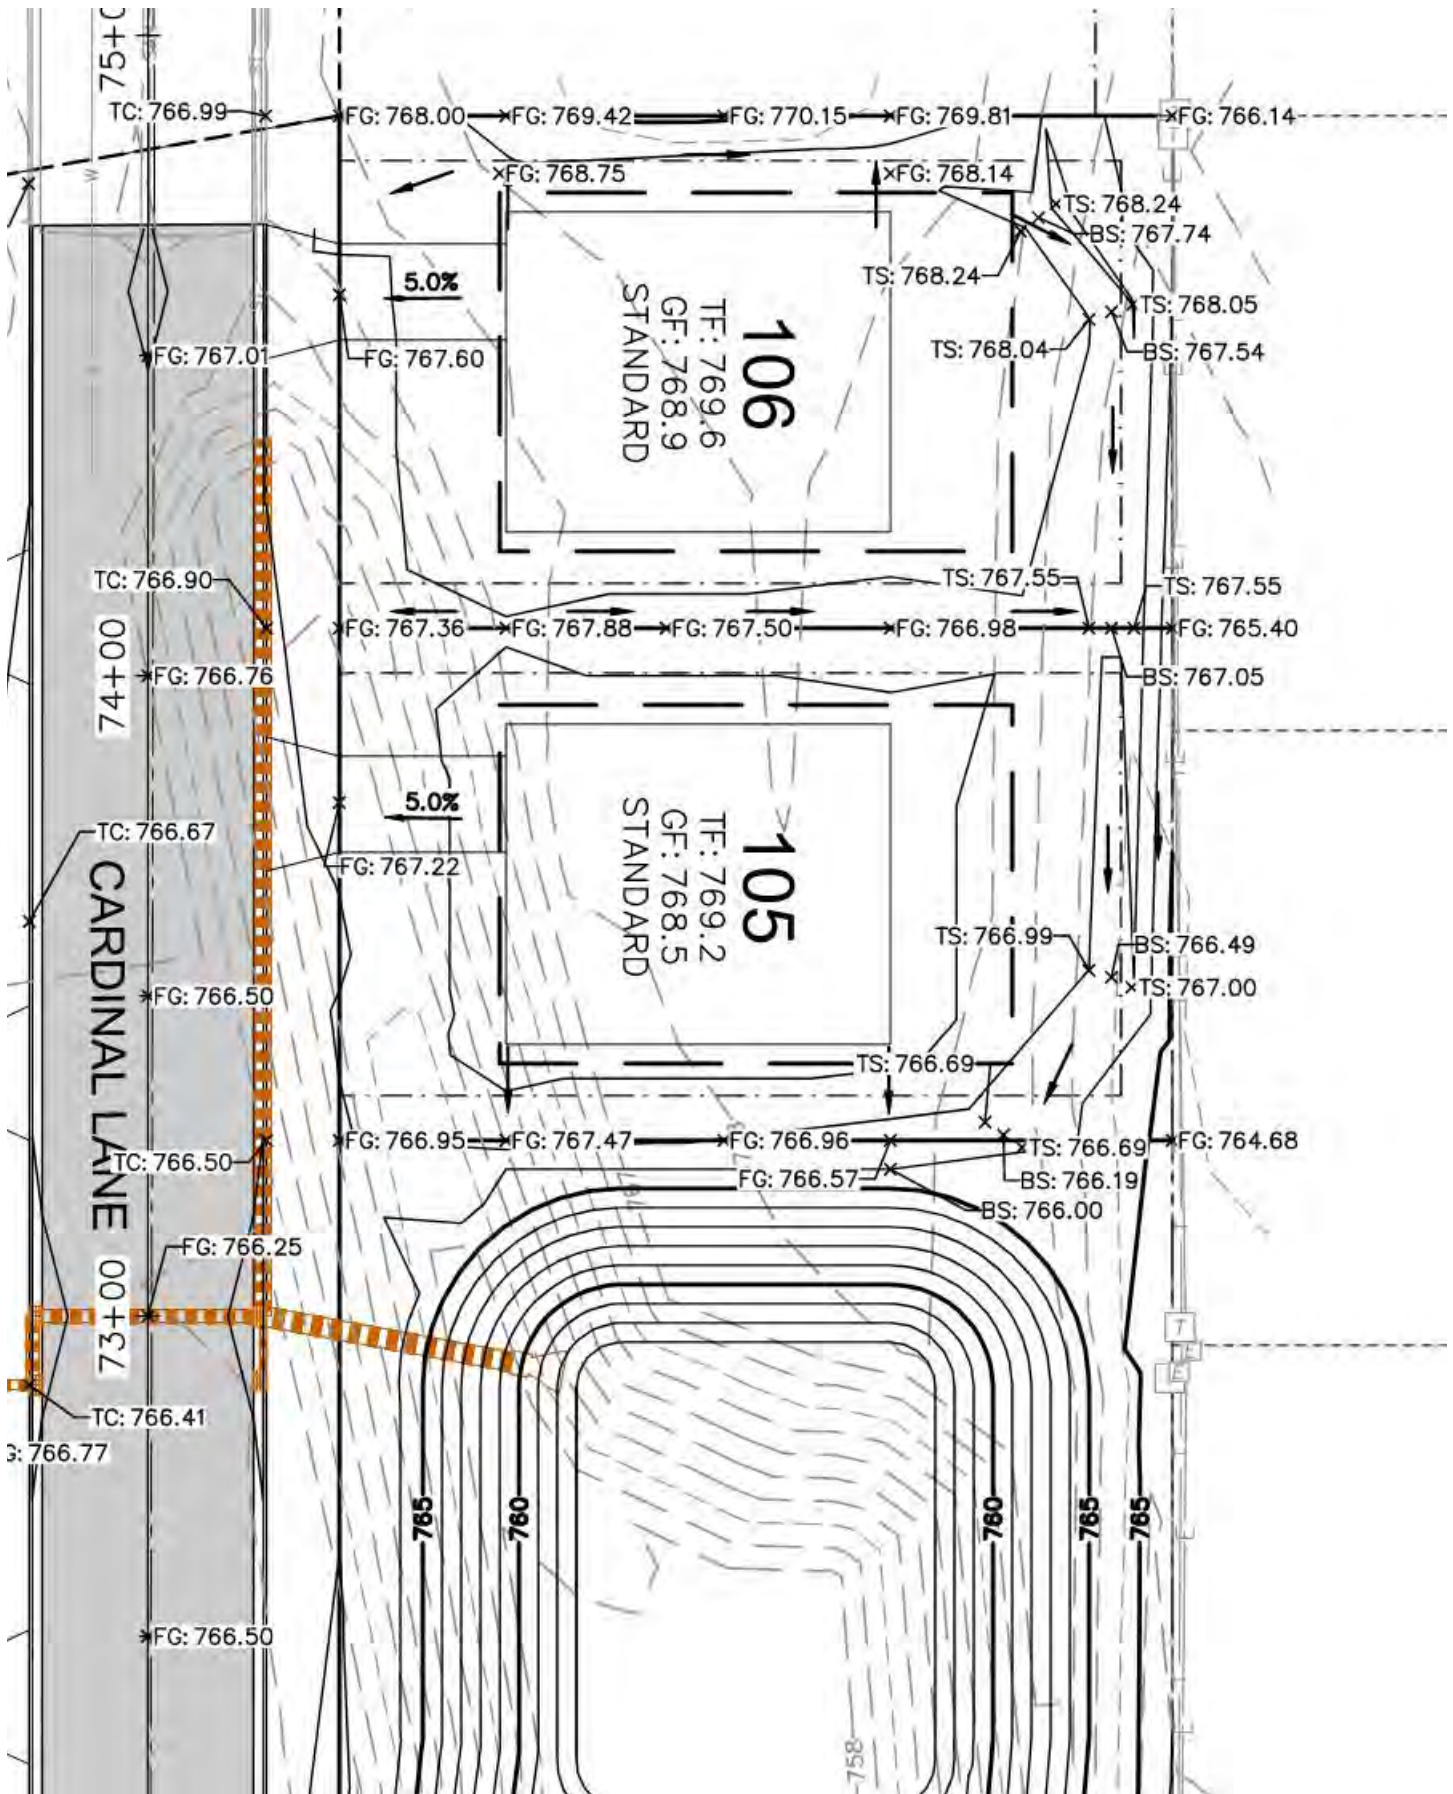 75+
TC: 766.99
FG: 768.00
FG: 769.42
FG: 770.15
FG: 769.81
FG: 766.14
T
W
FG: 768.75
FG: 768.14
TS: 768.24
BS: 767.74
TS: 768.24
5.0%
TS: 768.05
TS: 768.04
BS: 767.54
FG: 767.01
FG: 767.60
106
TF: 769.6
GF: 768.9
STANDARD
TC: 766.90
TS: 767.55
TS: 767.55
FG: 767.36
FG: 767.88
FG: 767.50
FG: 766.98
FG: 765.40
74+00
FG: 766.76
BS: 767.05
5.0%
TC: 766.67
FG: 767.22
105
TF: 769.2
GF: 768.5
STANDARD
CARDINAL LANE
TS: 766.99
BS: 766.49
TS: 767.00
FG: 766.50
TS: 766.69
FG: 766.95
FG: 767.47
FG: 766.96
TS: 766.69
FG: 764.68
TC: 766.50
FG: 766.57
BS: 766.19
BS: 766.00
FG: 766.25
73+00
T
TC: 766.41
G: 766.77
765
760
760
765
765
FG: 766.50
758